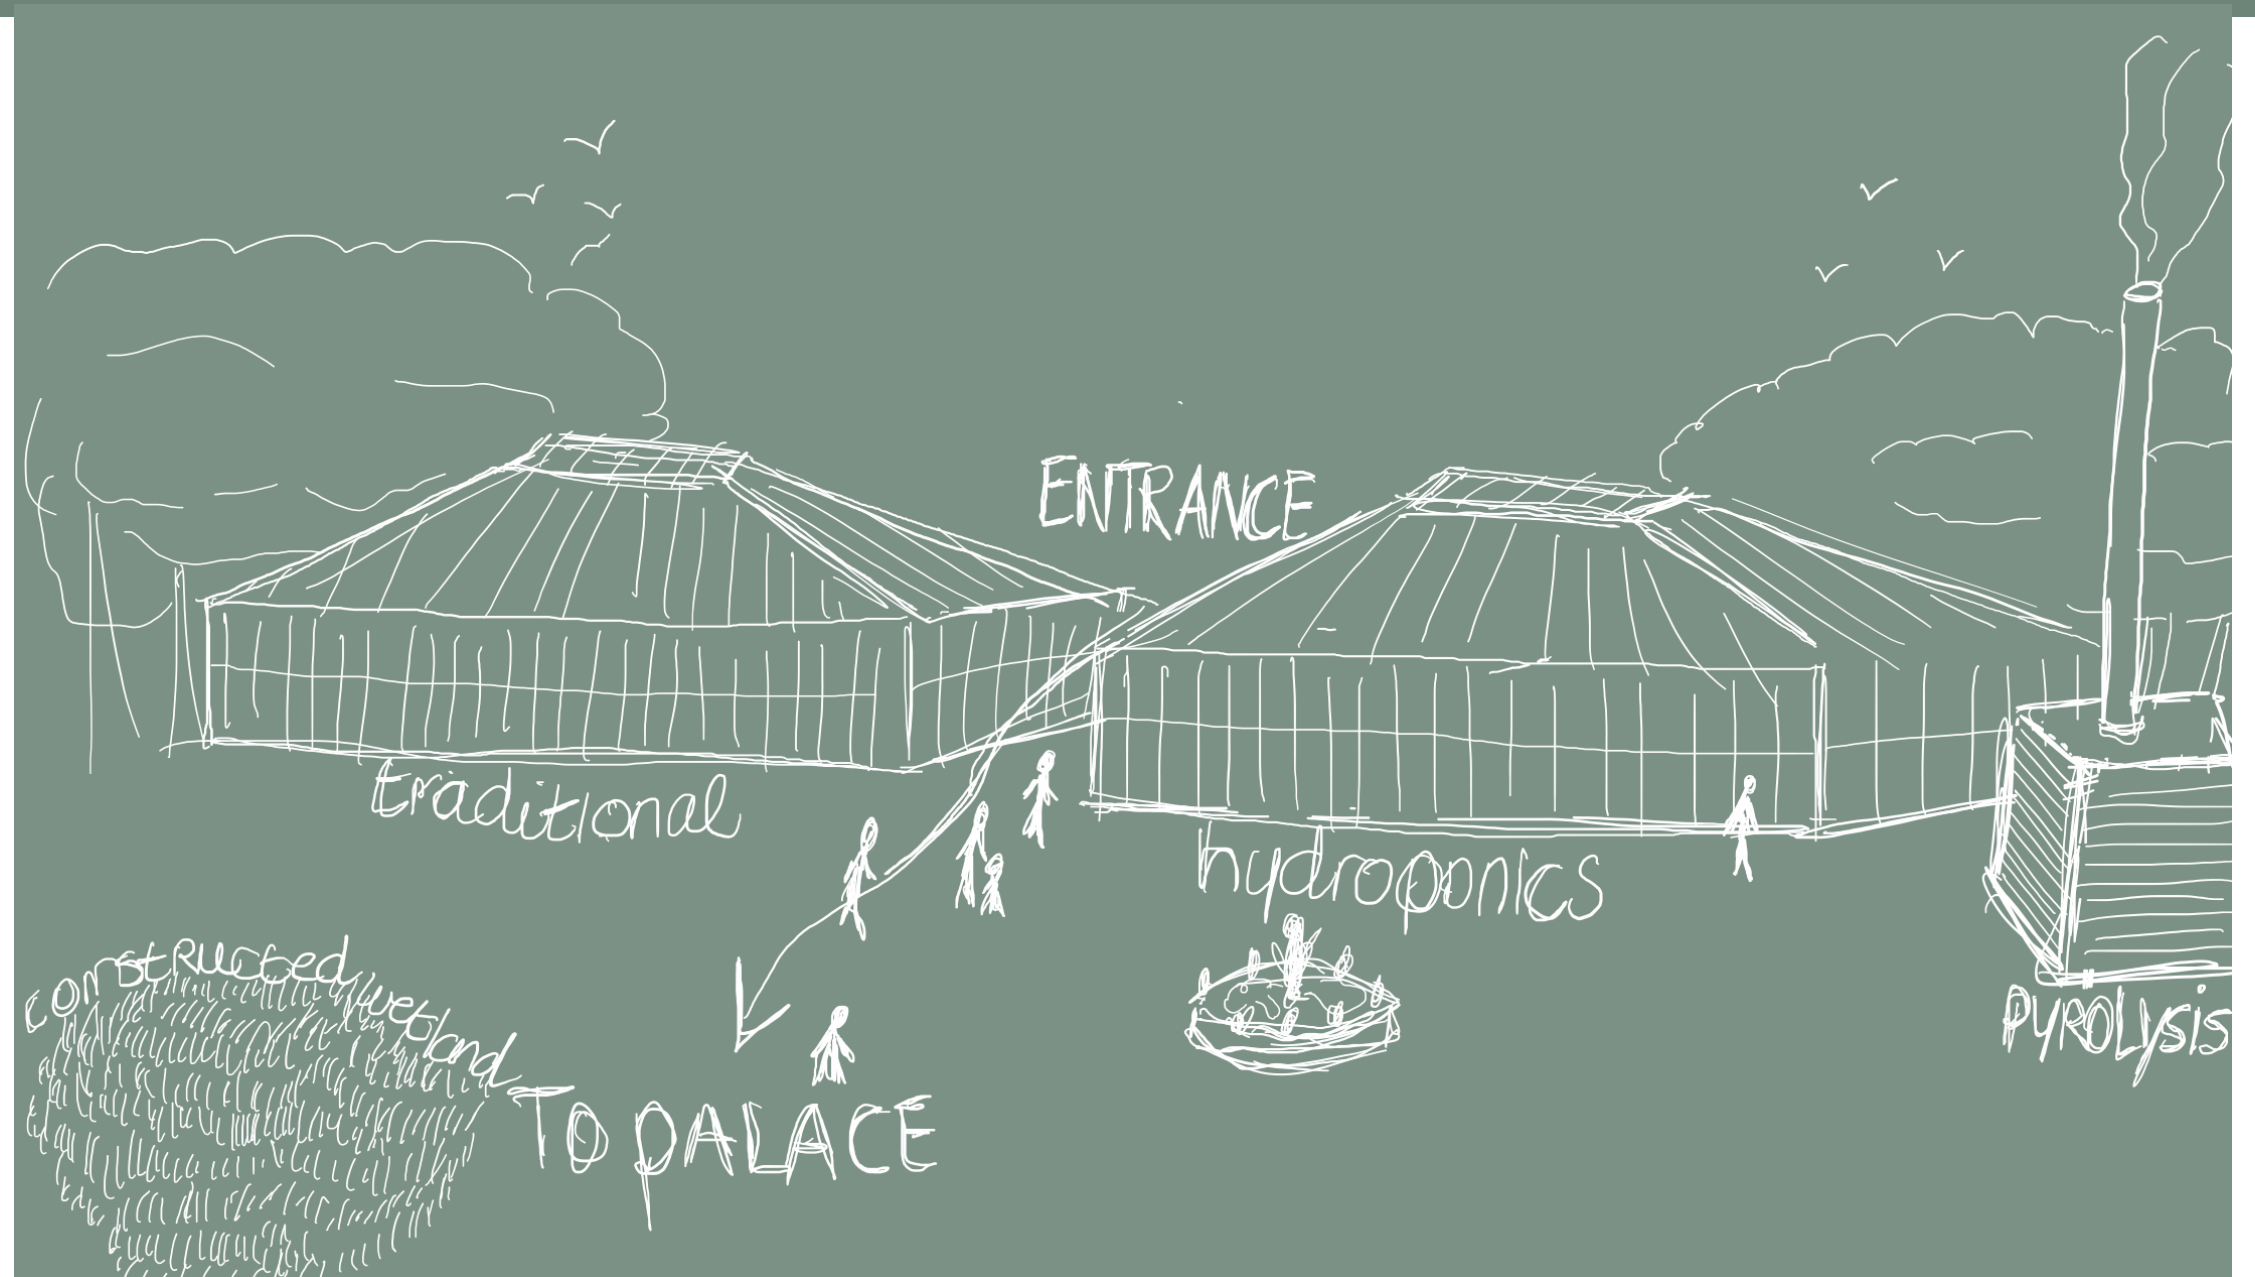 ENTRANCE
traditional
hydroponics
constructed wetland
PYROLYSIS
TO PALACE